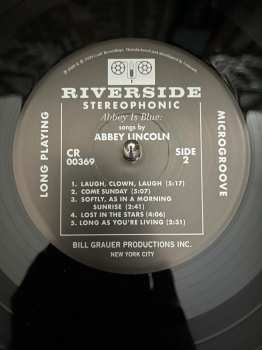 RIVERSIDE
STEREOPHONIC
Abbey Is Blue:
songs by
ABBEY LINCOLN
CR
00369
SIDE
2
LONG PLAYING
MICROGROOVE
1. LAUGH, CLOWN, LAUGH (5:17)
2. COME SUNDAY (5:07)
3. SOFTLY, AS IN A MORNING
SUNRISE (2:41)
4. LOST IN THE STARS (4:06)
5. LONG AS YOU'RE LIVING (2:31)
BILL GRAUER PRODUCTIONS INC.
NEW YORK CITY